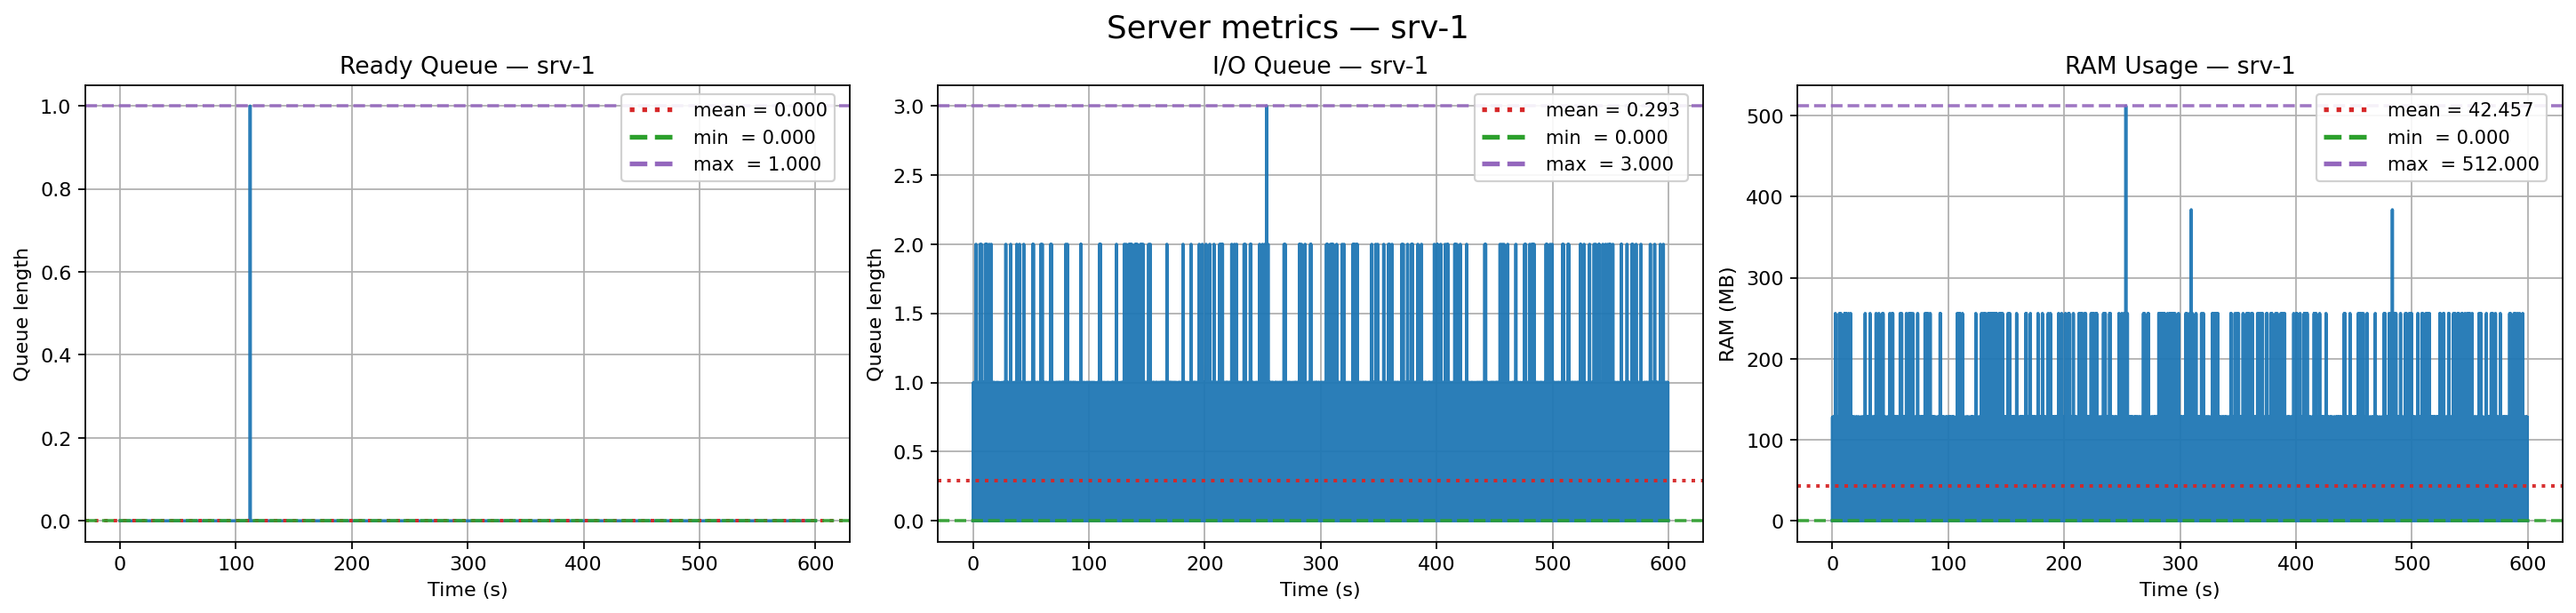 Server metrics — srv-1
Ready Queue — srv-1
1.0
0.8
0.6
0.4
0.2
0.0
Queue length
0 100 200 300 400 500 600
Time (s)
mean = 0.000
min = 0.000
max = 1.000
I/O Queue — srv-1
3.0
2.5
2.0
1.5
1.0
0.5
0.0
Queue length
0 100 200 300 400 500 600
Time (s)
mean = 0.293
min = 0.000
max = 3.000
RAM Usage — srv-1
500
400
300
200
100
0
RAM (MB)
0 100 200 300 400 500 600
Time (s)
mean = 42.457
min = 0.000
max = 512.000